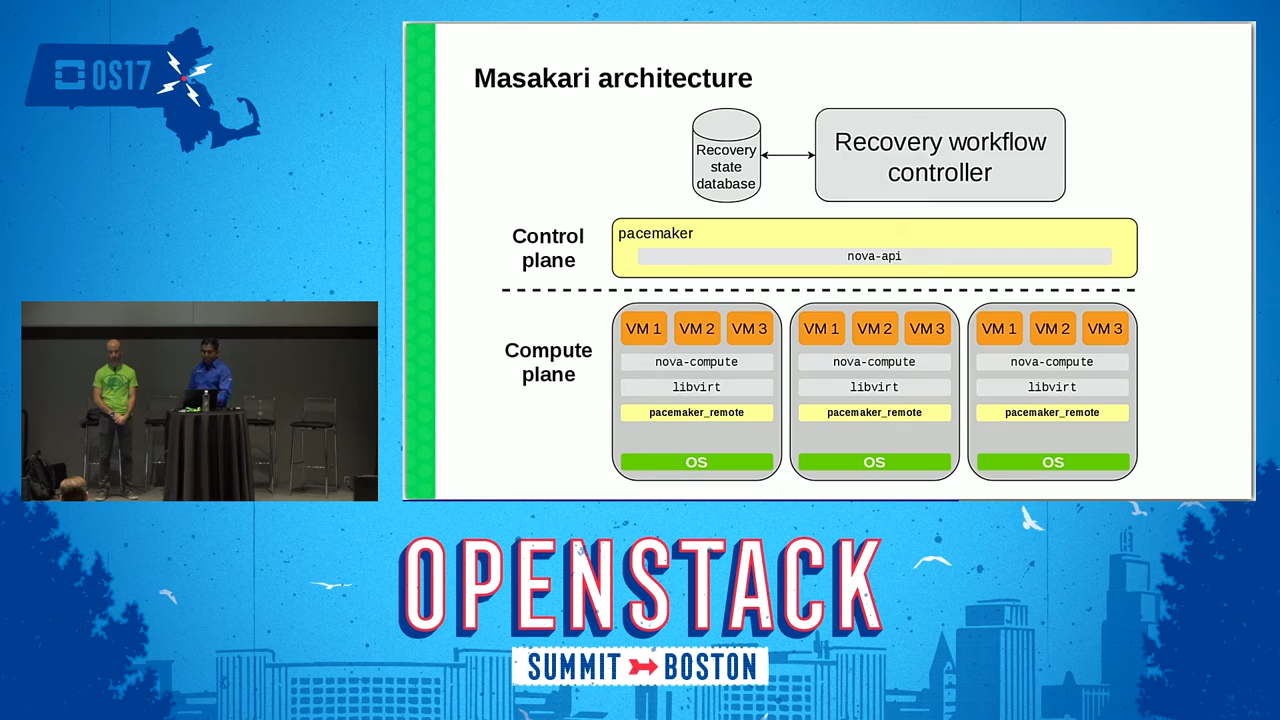 OS17
Masakari architecture
Recovery
state
database
Recovery workflow
controller
Control
plane
pacemaker
nova-api
Compute
plane
VM 1 VM 2 VM 3
nova-compute
libvirt
pacemaker_remote
OS
VM 1 VM 2 VM 3
nova-compute
libvirt
pacemaker_remote
OS
VM 1 VM 2 VM 3
nova-compute
libvirt
pacemaker_remote
OS
OPENSTACK
SUMMIT BOSTON